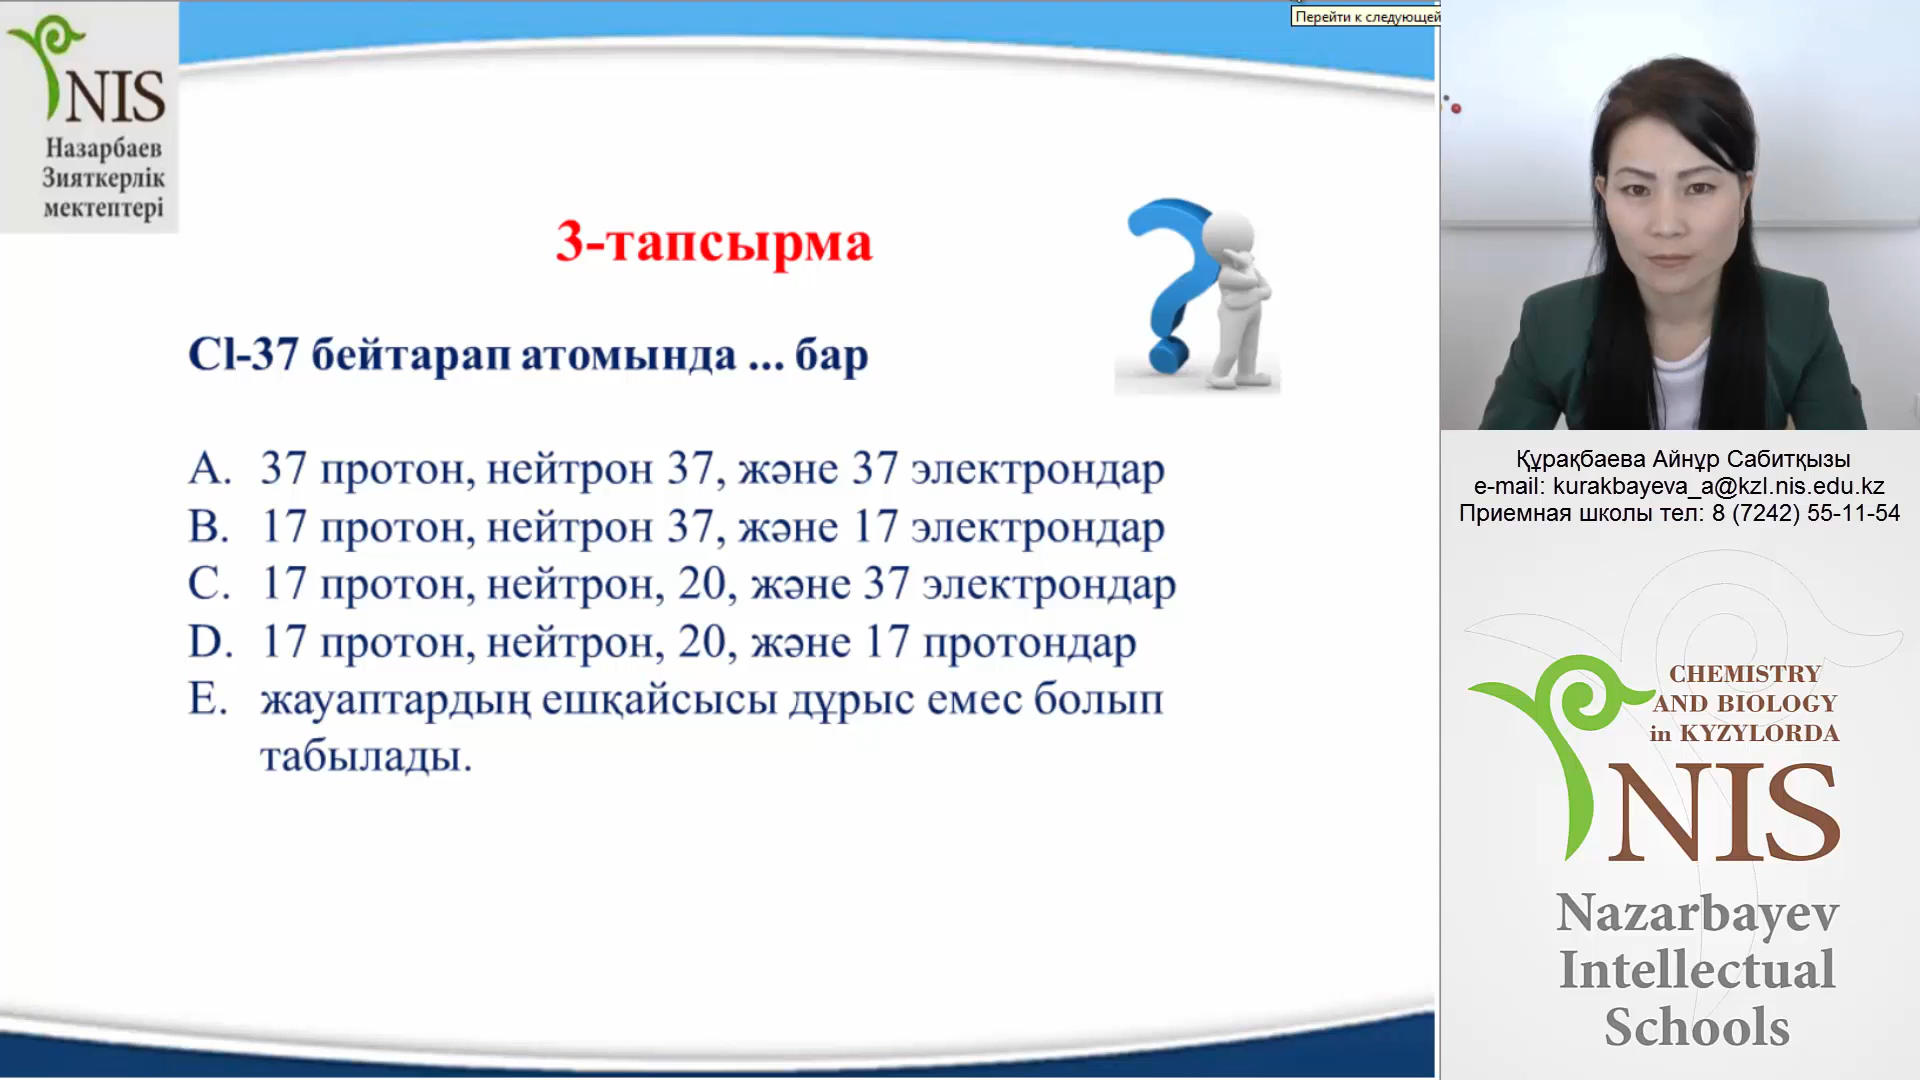 Перейти к следующей
NIS
Назарбаев
Зияткерлік
мектептері
3-тапсырма
Cl-37 бейтарап атомында ... бар
A. 37 протон, нейтрон 37, және 37 электрондар
B. 17 протон, нейтрон 37, және 17 электрондар
C. 17 протон, нейтрон, 20, және 37 электрондар
D. 17 протон, нейтрон, 20, және 17 протондар
E. жауаптардың ешқайсысы дұрыс емес болып
табылады.
Құрақбаева Айнұр Сабитқызы
e-mail: kurakbayeva_a@kzl.nis.edu.kz
Приемная школы тел: 8 (7242) 55-11-54
CHEMISTRY
AND BIOLOGY
in KYZYLORDA
NIS
Nazarbayev
Intellectual
Schools